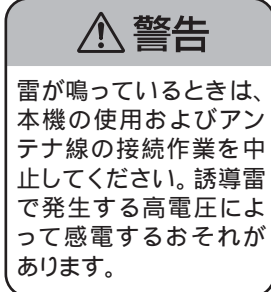 警告
雷が鳴っているときは、
本機の使用およびアン
テナ線の接続作業を中
止してください。誘導雷
で発生する高電圧によ
って感電するおそれが
あります。